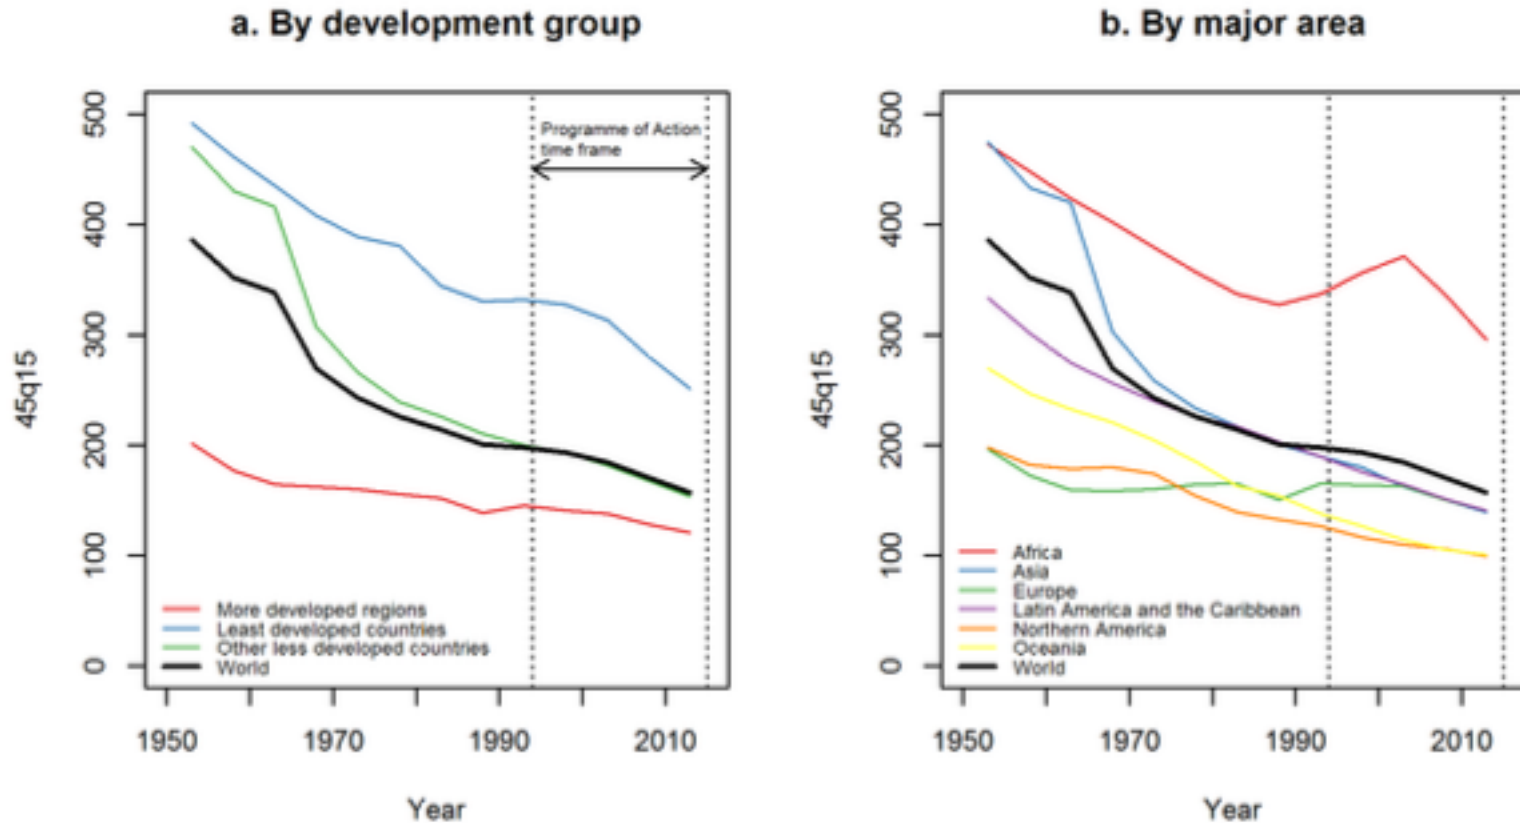 a. By development group
500
400
300
200
100
0
45q15
Programme of Action
time frame
More developed regions
Least developed countries
Other less developed countries
World
1950
1970
1990
2010
Year
b. By major area
500
400
300
200
100
0
45q15
Africa
Asia
Europe
Latin America and the Caribbean
Northern America
Oceania
World
1950
1970
1990
2010
Year